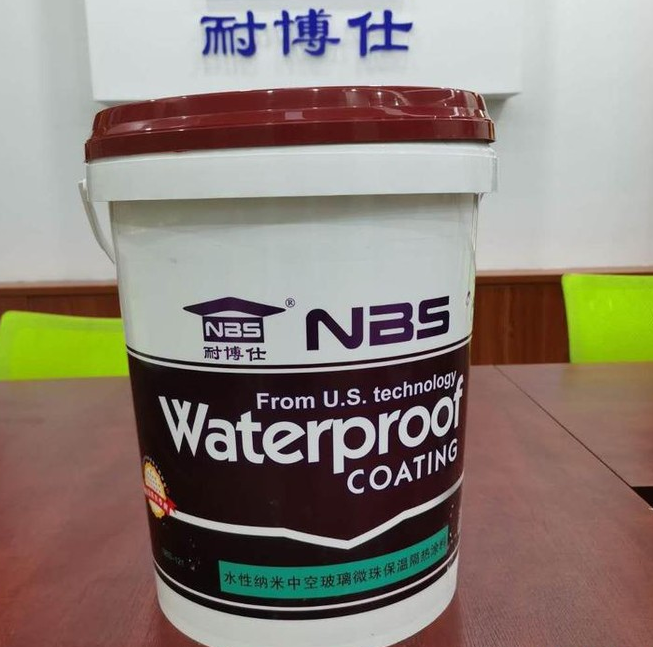 耐博仕
NBS
耐博仕
®
NBS
From U.S. technology
Waterproof
COATING
水性纳米中空玻璃微珠保温隔热涂料